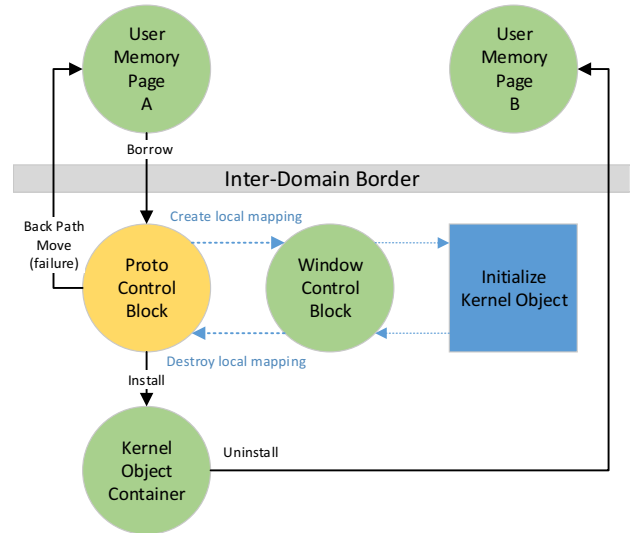 User
Memory
Page
A
User
Memory
Page
B
Borrow
Inter-Domain Border
Back Path
Move
(failure)
Create local mapping
Proto
Control
Block
Window
Control
Block
Initialize
Kernel Object
Destroy local mapping
Install
Kernel
Object
Container
Uninstall